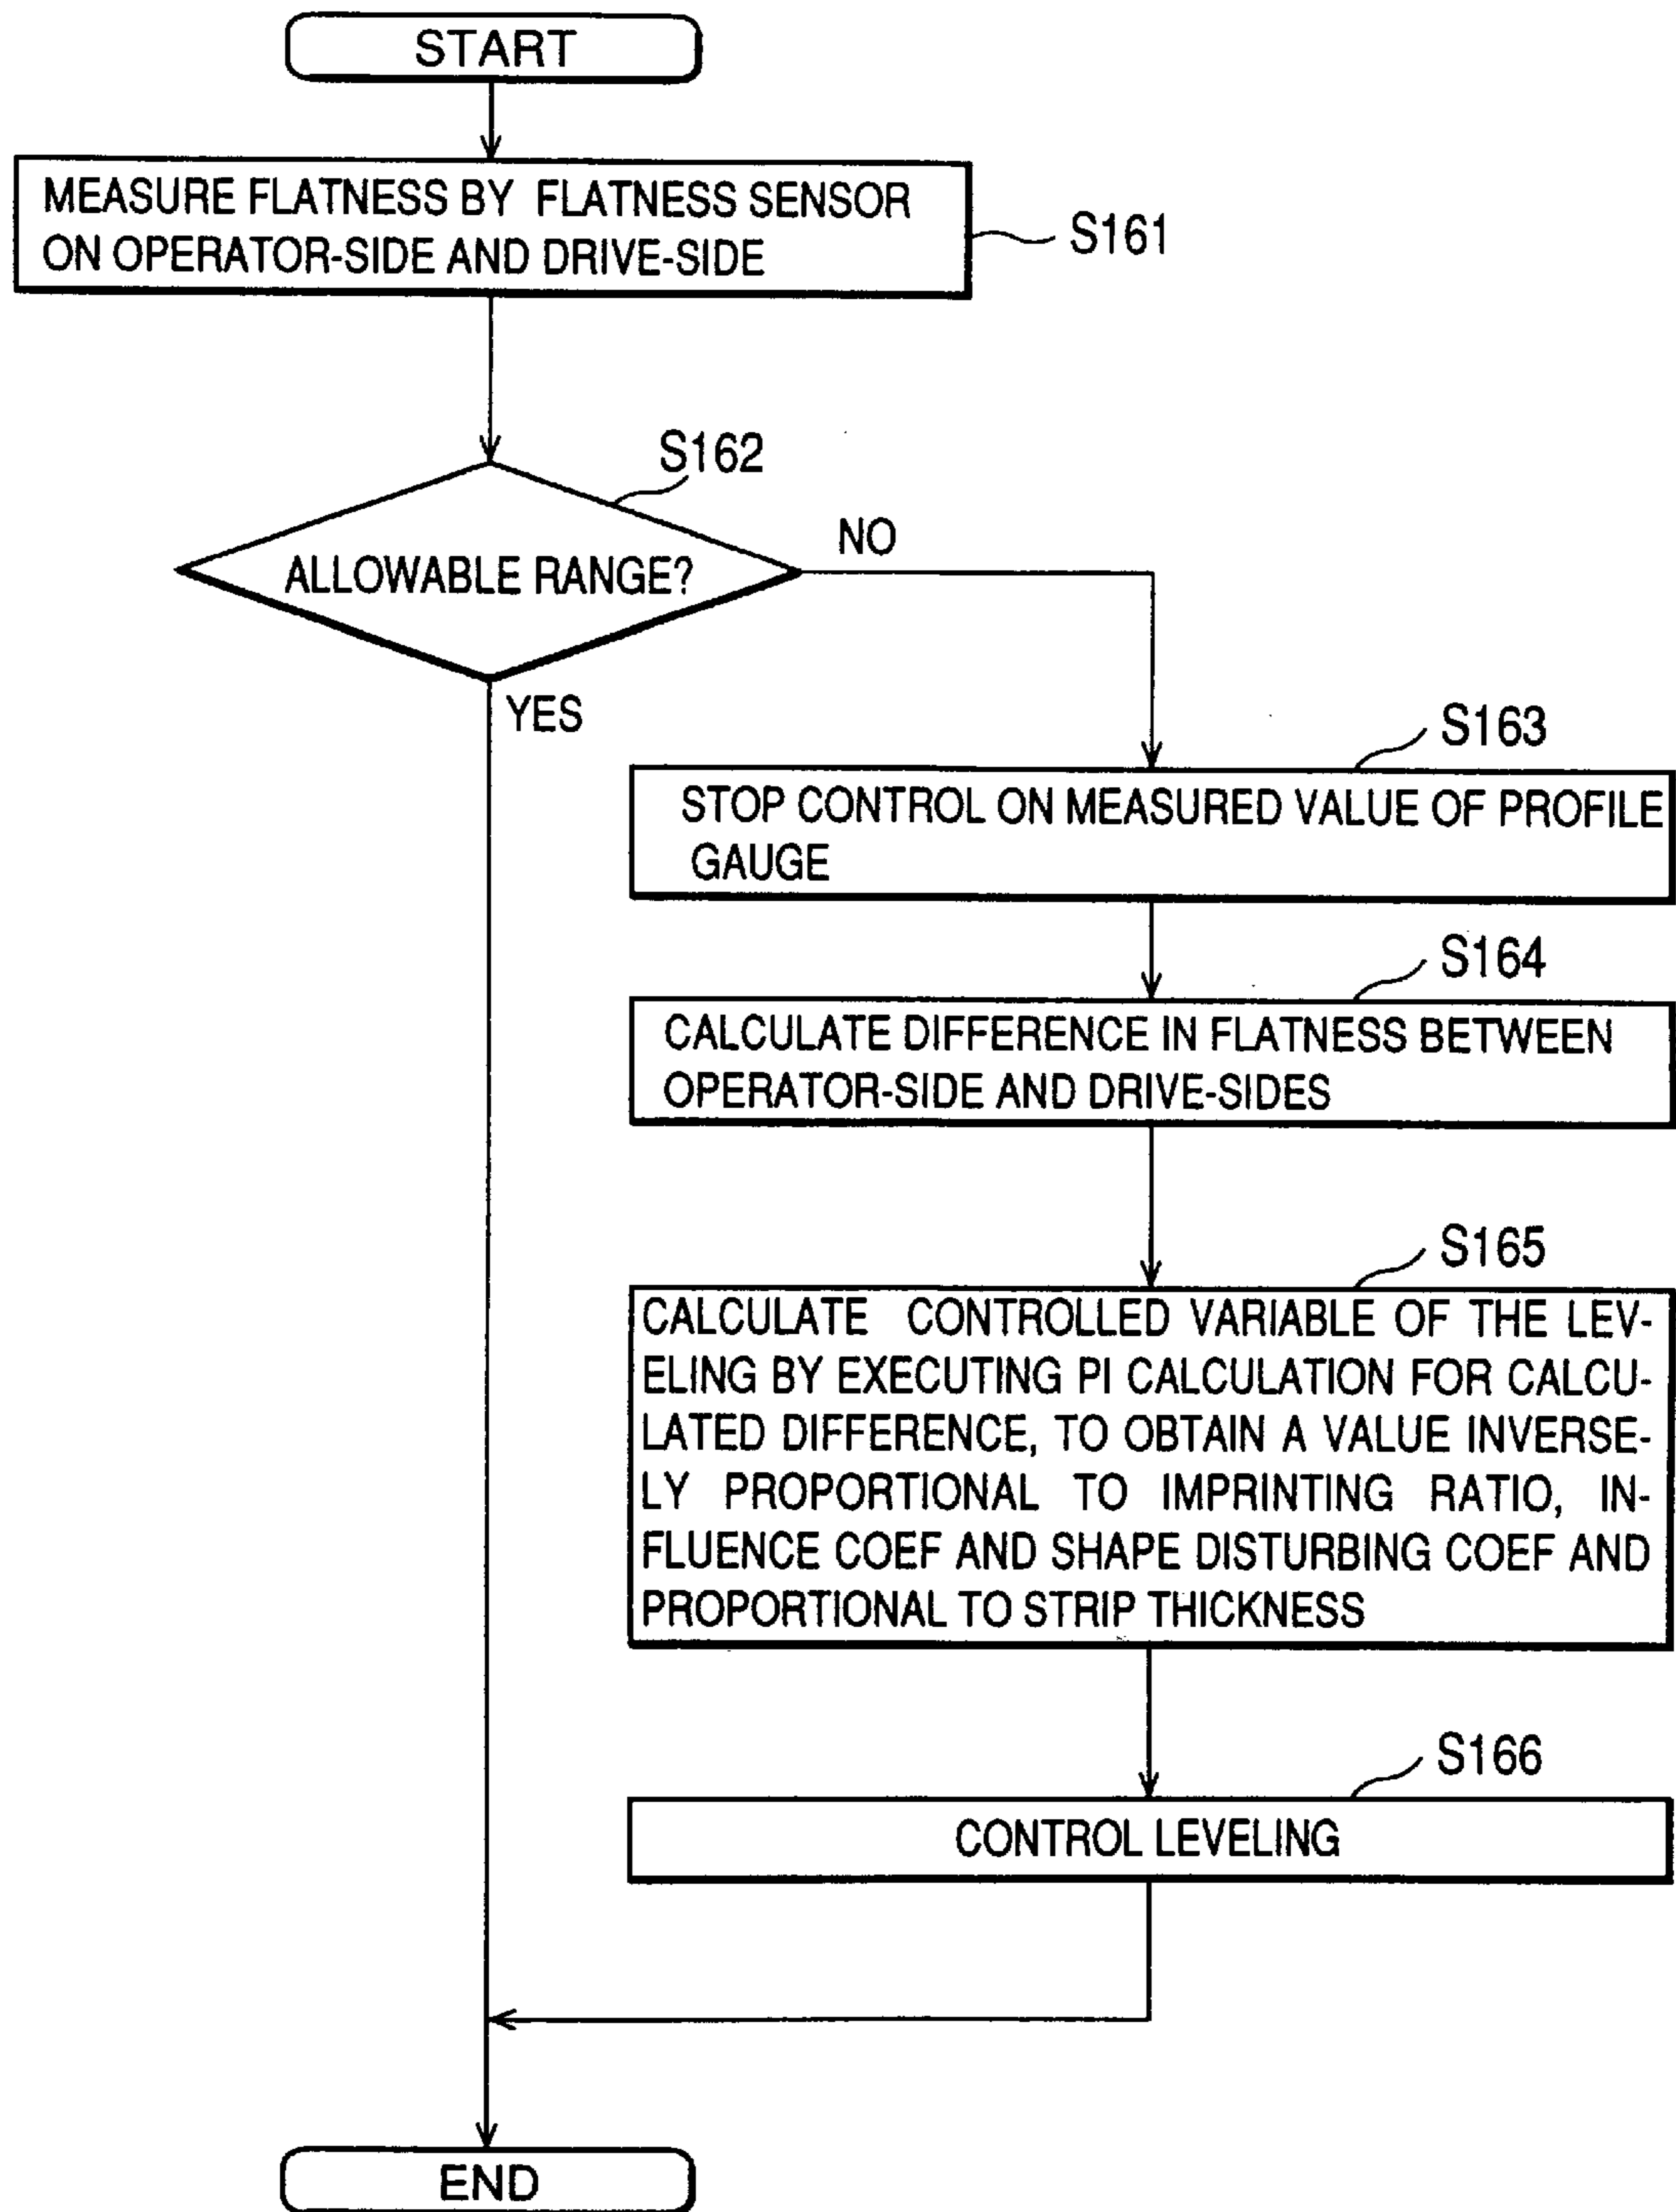 START
MEASURE FLATNESS BY FLATNESS SENSOR
ON OPERATOR-SIDE AND DRIVE-SIDE
S161
S162
ALLOWABLE RANGE?
NO
YES
S163
STOP CONTROL ON MEASURED VALUE OF PROFILE
GAUGE
S164
CALCULATE DIFFERENCE IN FLATNESS BETWEEN
OPERATOR-SIDE AND DRIVE-SIDES
S165
CALCULATE CONTROLLED VARIABLE OF THE LEV-
ELING BY EXECUTING PI CALCULATION FOR CALCU-
LATED DIFFERENCE, TO OBTAIN A VALUE INVERSE-
LY PROPORTIONAL TO IMPRINTING RATIO, IN-
FLUENCE COEF AND SHAPE DISTURBING COEF AND
PROPORTIONAL TO STRIP THICKNESS
S166
CONTROL LEVELING
END